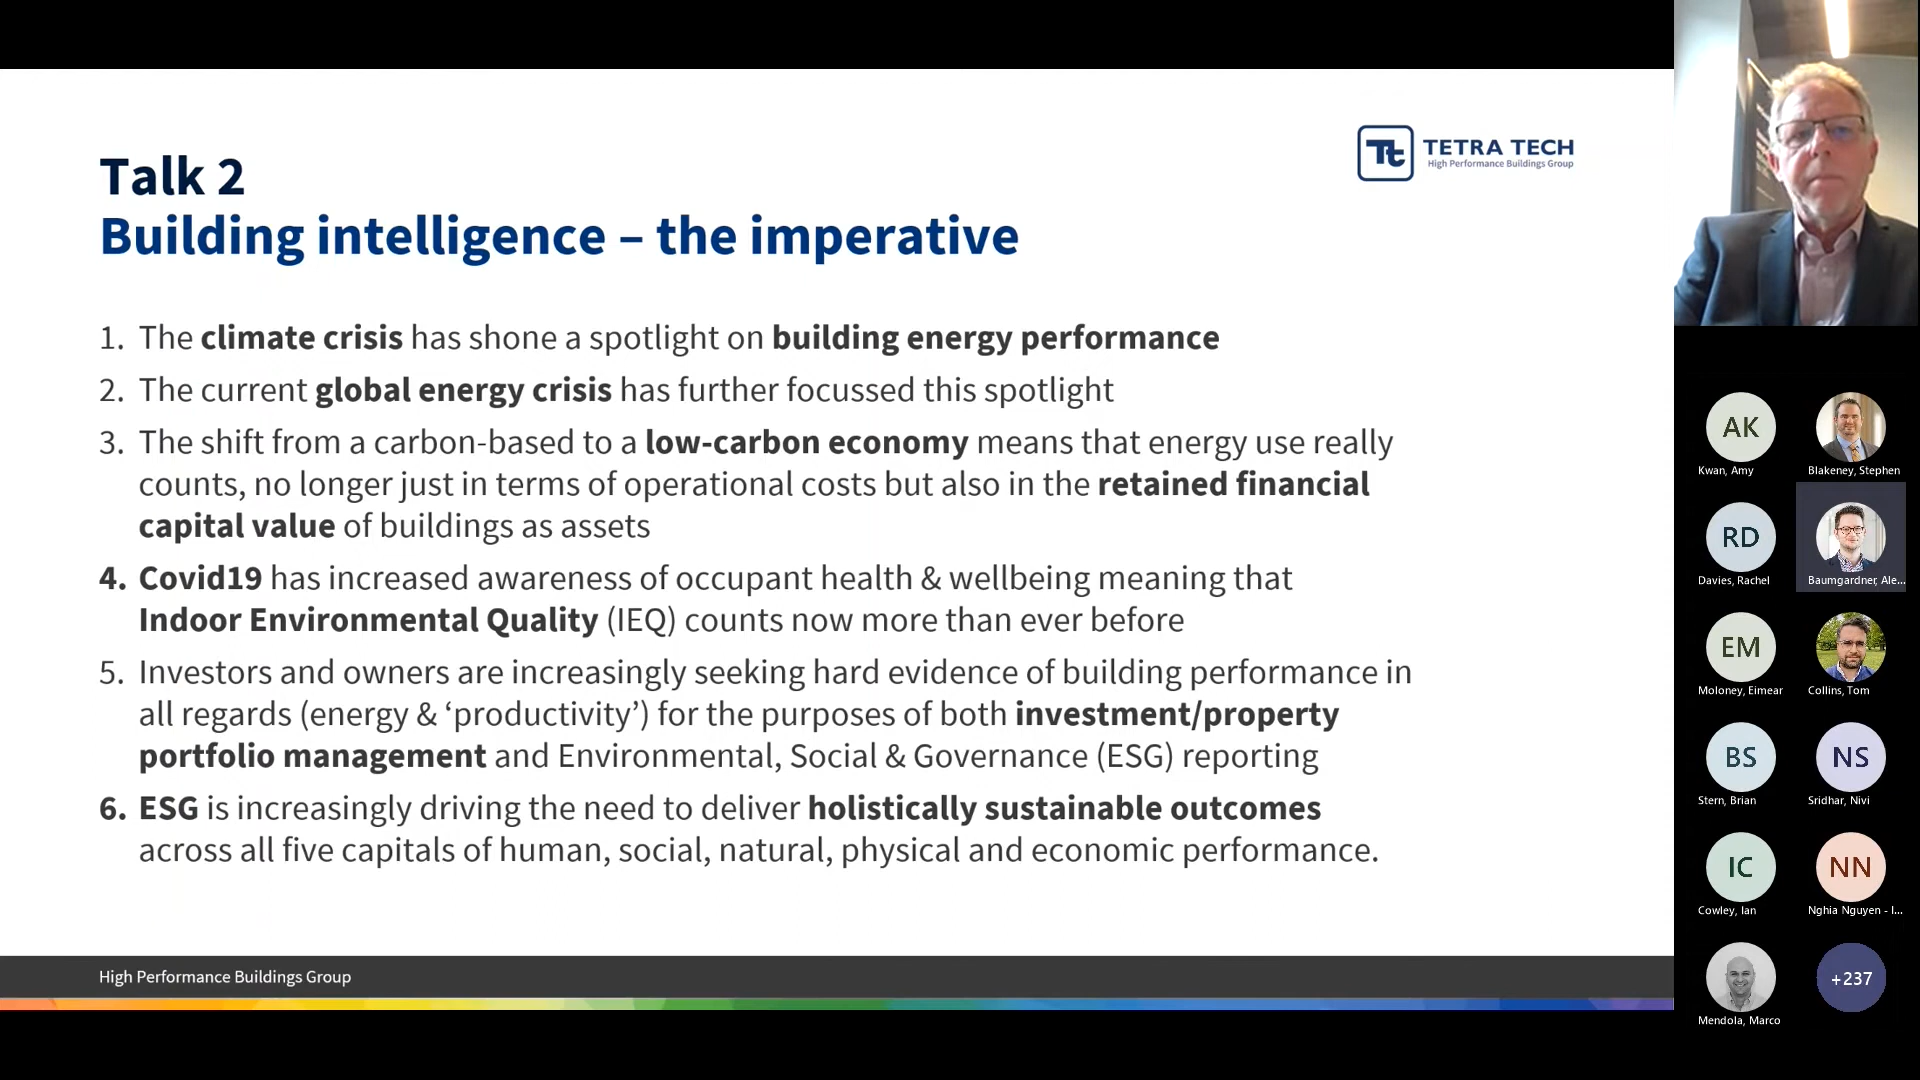 Talk 2
Building intelligence – the imperative
Tt TETRA TECH
High Performance Buildings Group
1. The climate crisis has shone a spotlight on building energy performance
2. The current global energy crisis has further focussed this spotlight
3. The shift from a carbon-based to a low-carbon economy means that energy use really
counts, no longer just in terms of operational costs but also in the retained financial
capital value of buildings as assets
4. Covid19 has increased awareness of occupant health & wellbeing meaning that
Indoor Environmental Quality (IEQ) counts now more than ever before
5. Investors and owners are increasingly seeking hard evidence of building performance in
all regards (energy & ‘productivity’) for the purposes of both investment/property
portfolio management and Environmental, Social & Governance (ESG) reporting
6. ESG is increasingly driving the need to deliver holistically sustainable outcomes
across all five capitals of human, social, natural, physical and economic performance.
High Performance Buildings Group
AK
Kwan, Amy
Blakeney, Stephen
RD
Davies, Rachel
Baumgardner, Ale...
EM
Moloney, Eimear
Collins, Tom
BS
Stern, Brian
NS
Sridhar, Nivi
IC
Cowley, Ian
NN
Nghia Nguyen - I...
Mendola, Marco
+237